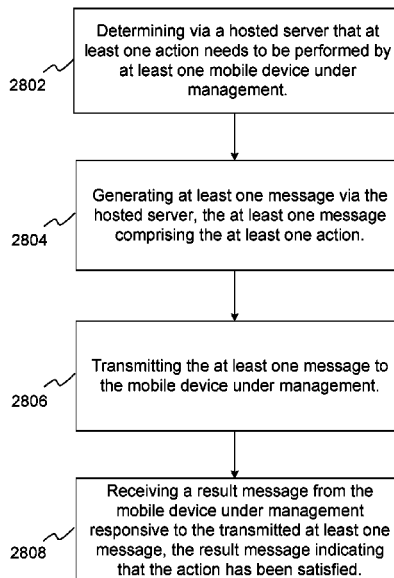 Determining via a hosted server that at
least one action needs to be performed by
at least one mobile device under
management.
2802
Generating at least one message via the
hosted server, the at least one message
comprising the at least one action.
2804
Transmitting the at least one message to
the mobile device under management.
2806
Receiving a result message from the
mobile device under management
responsive to the transmitted at least one
message, the result message indicating
that the action has been satisfied.
2808